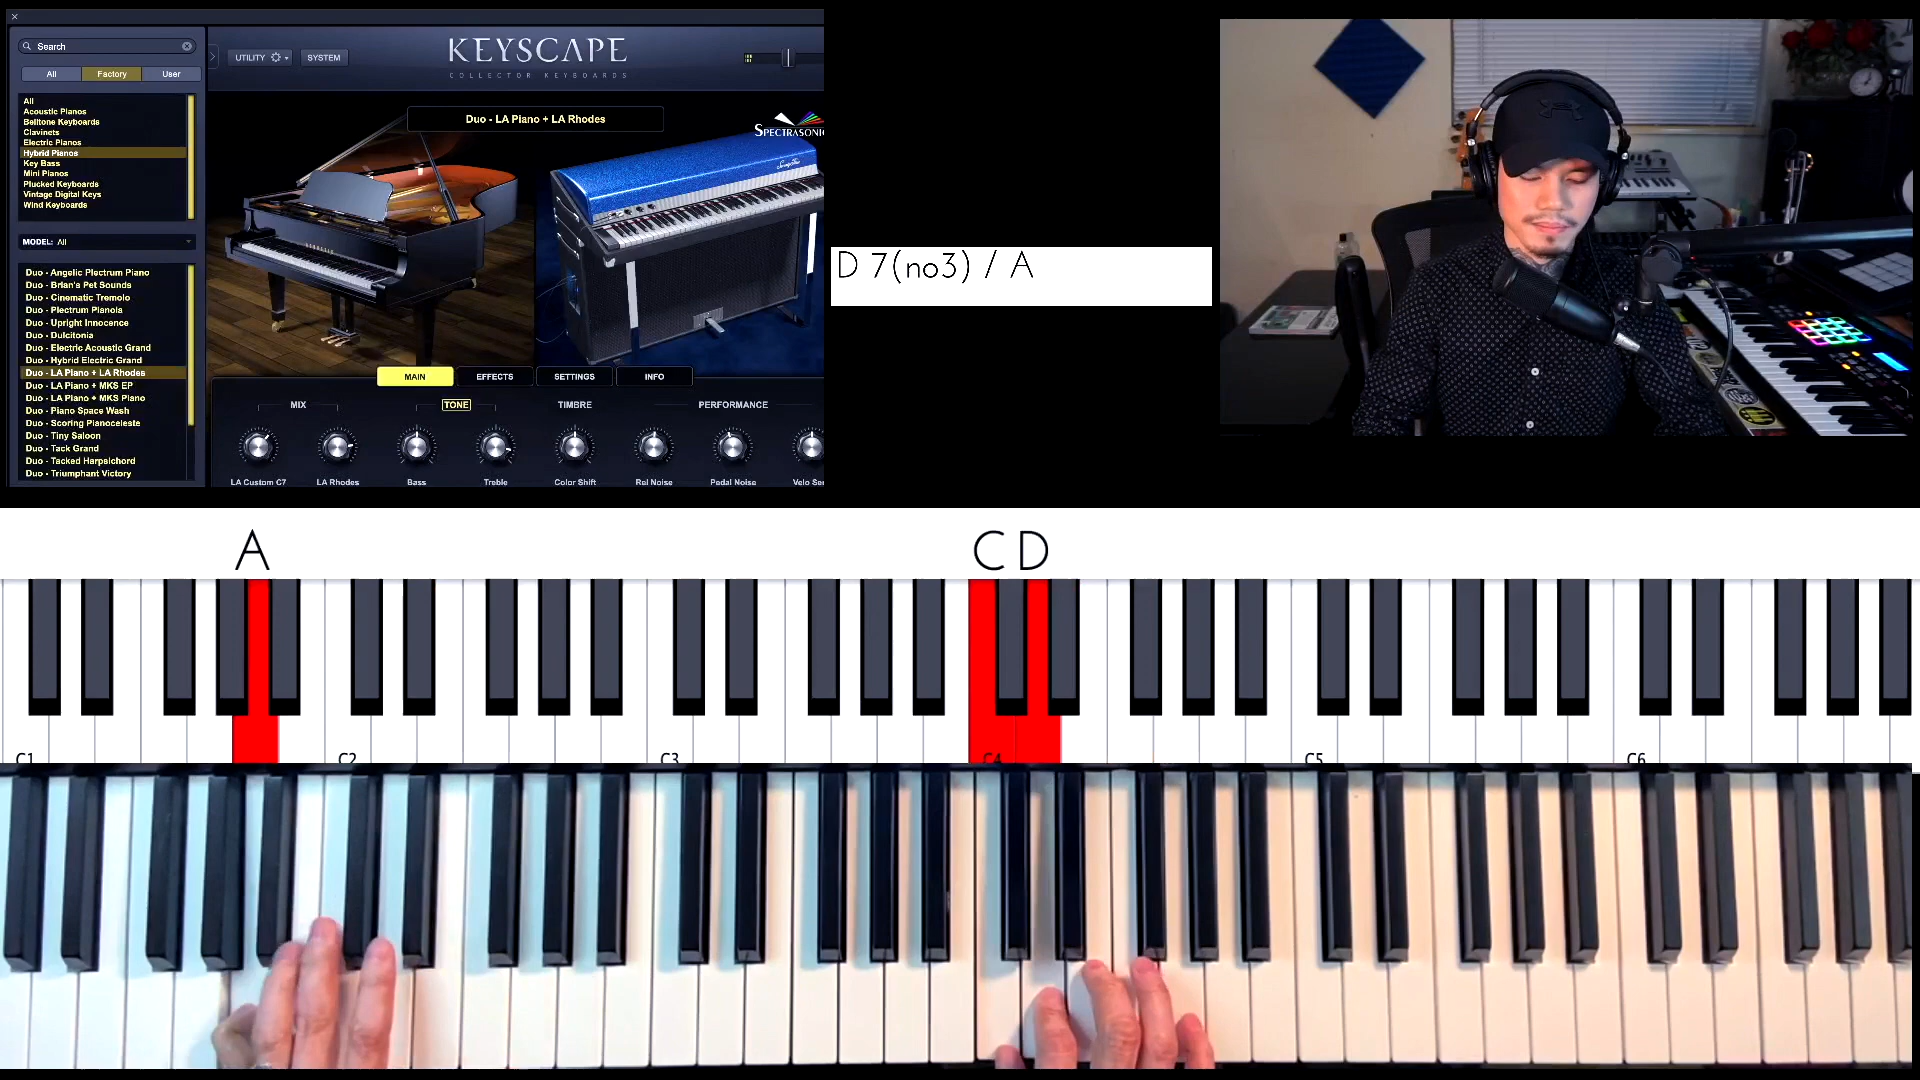 Search
All Factory User
All
Acoustic Pianos
Belltone Keyboards
Clavinets
Electric Pianos
Hybrid Pianos
Key Bass
Mini Pianos
Plucked Keyboards
Vintage Digital Keys
Wind Keyboards
MODEL: All
Duo - Angelic Plectrum Piano
Duo - Brian's Pet Sounds
Duo - Cinematic Tremolo
Duo - Plectrum Pianola
Duo - Upright Innocence
Duo - Dulcitonia
Duo - Electric Acoustic Grand
Duo - Hybrid Electric Grand
Duo - LA Piano + LA Rhodes
Duo - LA Piano + MKS EP
Duo - LA Piano + MKS Piano
Duo - Piano Space Wash
Duo - Scoring Pianoceleste
Duo - Tiny Saloon
Duo - Tack Grand
Duo - Tacked Harpsichord
Duo - Triumphant Victory
UTILITY SYSTEM
KEYSCAPE
COLLECTOR KEYBOARDS
Duo - LA Piano + LA Rhodes
SPECTRASONIC
MAIN EFFECTS SETTINGS INFO
MIX TONE TIMBRE PERFORMANCE
LA Custom C7 LA Rhodes Bass Treble Color Shift Rel Noise Pedal Noise Velo Sen
D 7(no3) / A
A C D
C1 C2 C3 C4 C5 C6